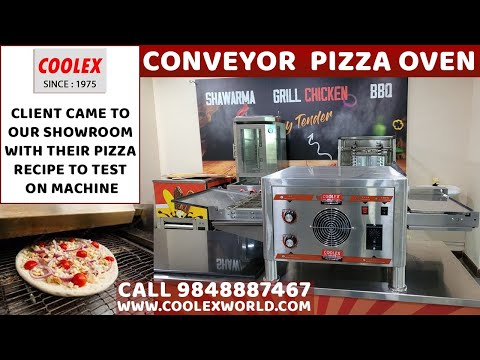 COOLEX
SINCE : 1975
CONVEYOR PIZZA OVEN
CLIENT CAME TO
OUR SHOWROOM
WITH THEIR PIZZA
RECIPE TO TEST
ON MACHINE
SHAWARMA GRILL CHICKEN BBQ
y Tender
COOLEX
CALL 9848887467
WWW.COOLEXWORLD.COM